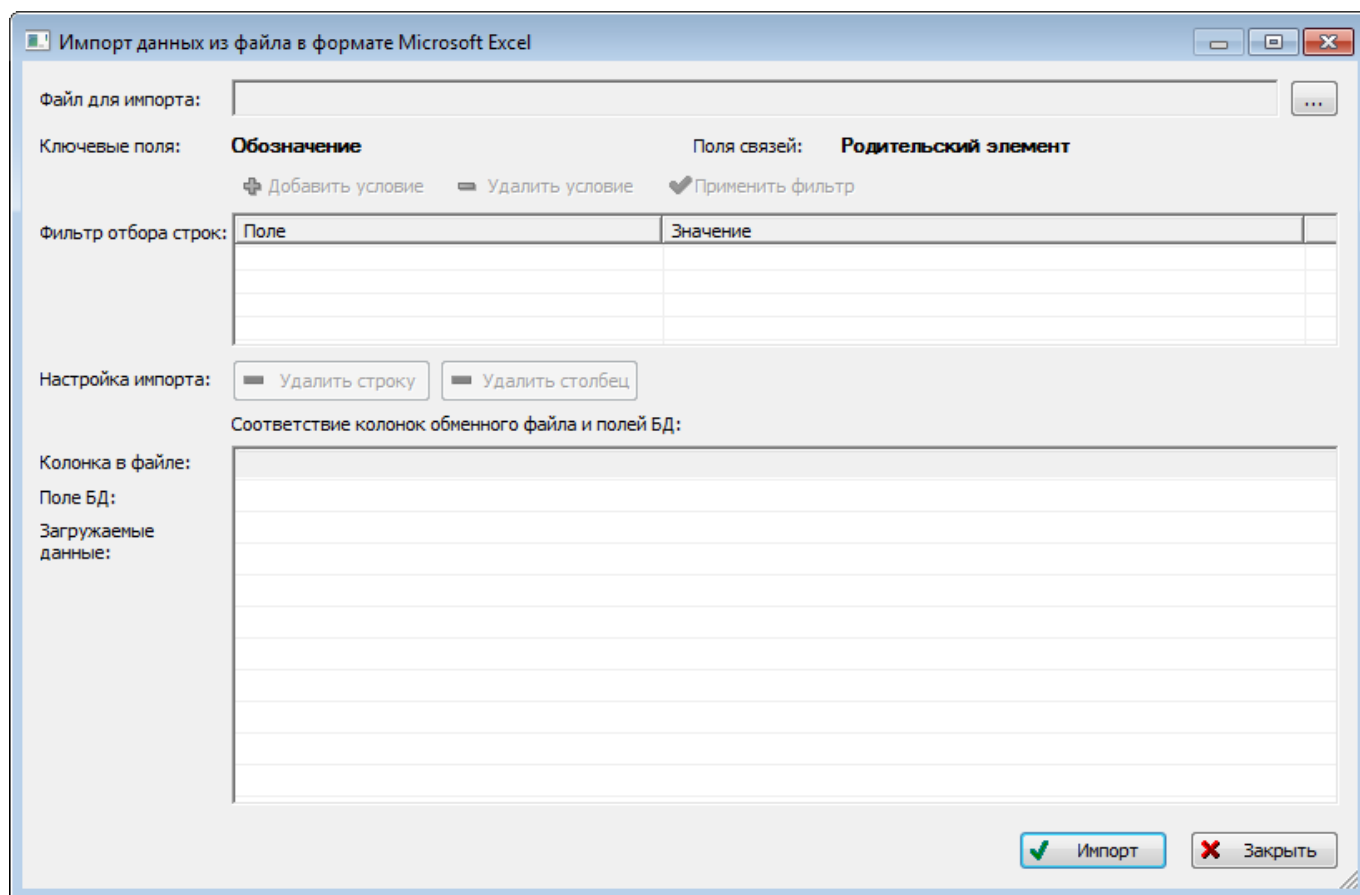 Импорт данных из файла в формате Microsoft Excel
Файл для импорта:
...
Ключевые поля: Обозначение Поля связей: Родительский элемент
Добавить условие Удалить условие Применить фильтр
Фильтр отбора строк: Поле Значение
Настройка импорта: Удалить строку Удалить столбец
Соответствие колонок обменного файла и полей БД:
Колонка в файле:
Поле БД:
Загружаемые
данные:
Импорт Закрыть